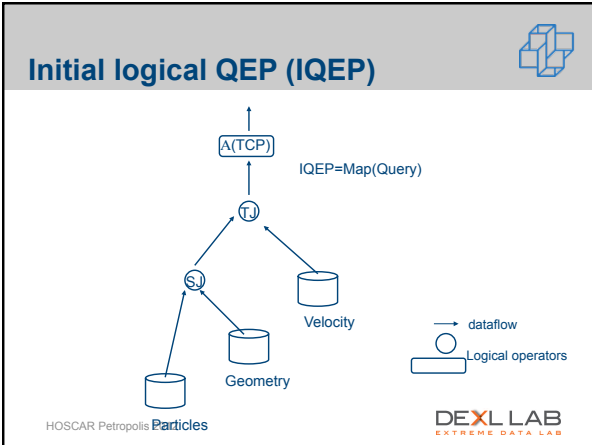 Initial logical QEP (IQEP)
A(TCP)
IQEP=Map(Query)
TJ
SJ
Velocity
Geometry
Particles
dataflow
Logical operators
HOSCAR Petropolis
DEXL LAB
EXTREME DATA LAB